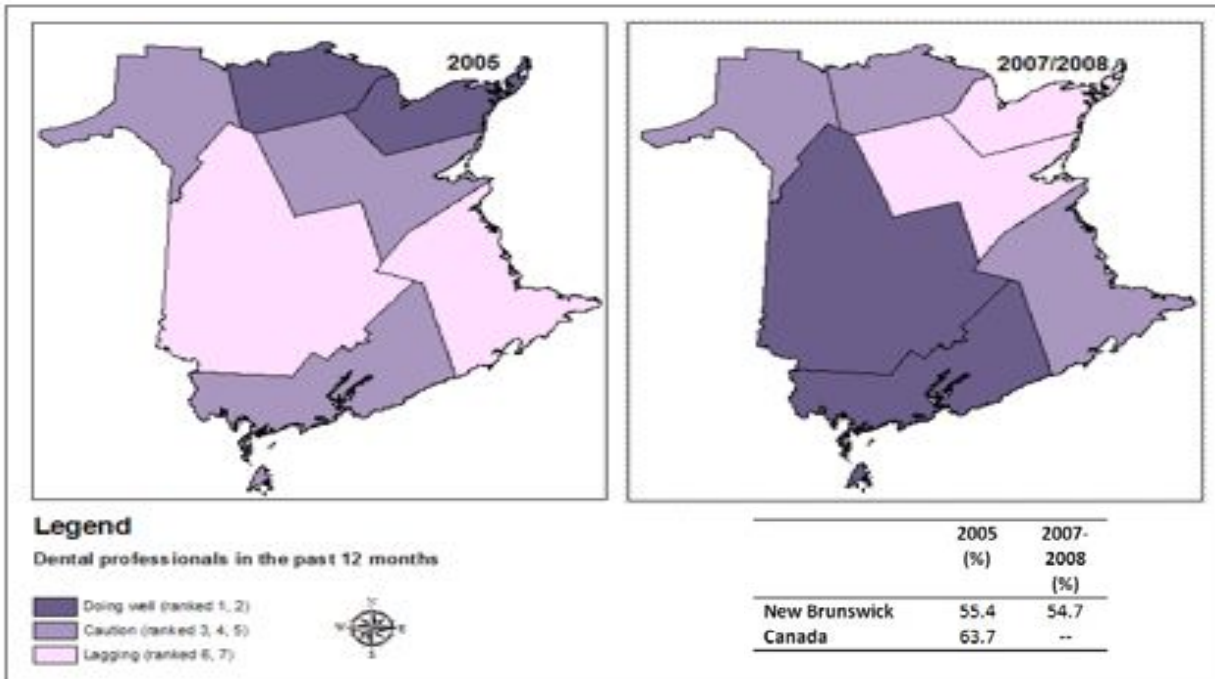 2005
2007/2008
Legend
Dental professionals in the past 12 months
Doing well (ranked 1, 2)
Caution (ranked 3, 4, 5)
Lagging (ranked 6, 7)
N
W E
S
2005 2007-
(%) 2008
(%)
New Brunswick 55.4 54.7
Canada 63.7 --